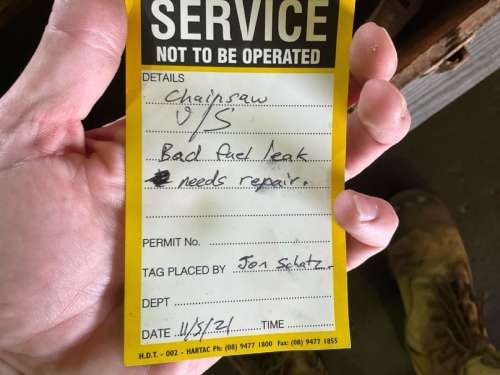 SERVICE
NOT TO BE OPERATED
DETAILS
Chainsaw
U/S
Bad fuel leak
needs repair.
PERMIT No.
TAG PLACED BY Jon Schatz.
DEPT
DATE 11/5/21 TIME
H.D.T. - 002 - HARTAC Ph: (08) 9477 1800 Fax: (08) 9477 1855